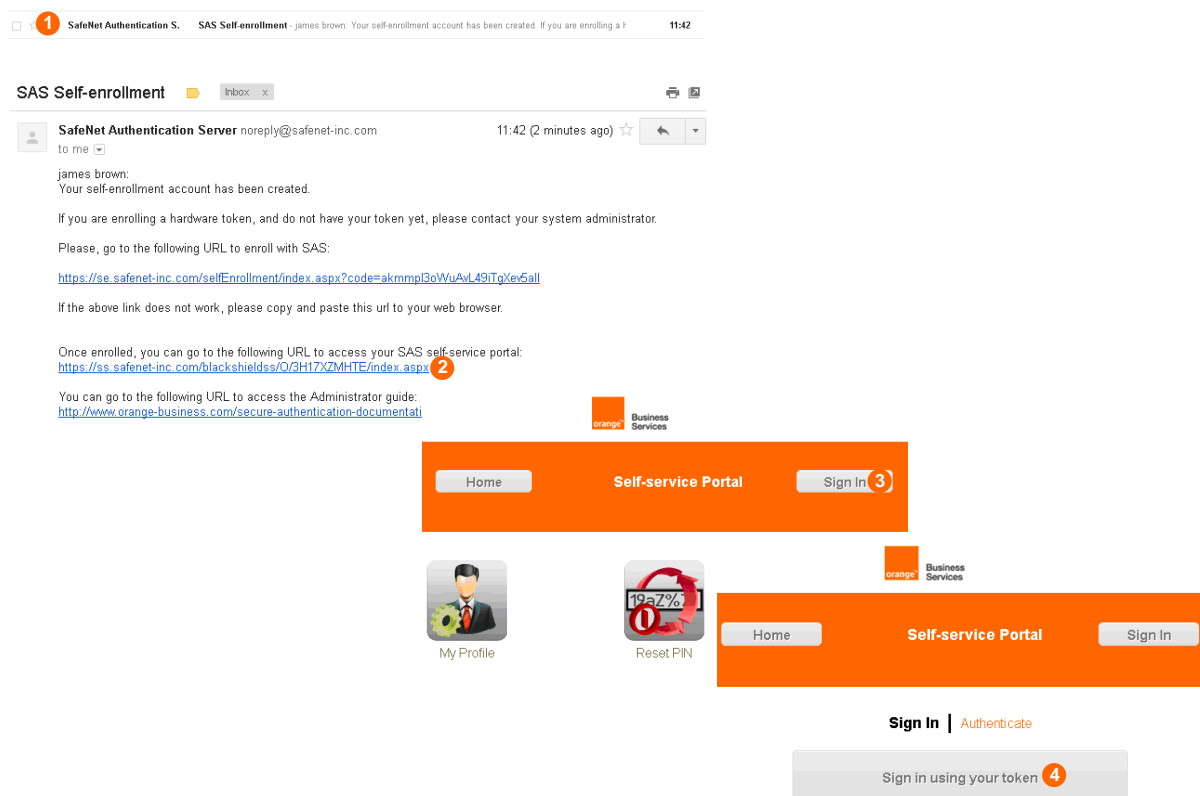 1 SafeNet Authentication S. SAS Self-enrollment - james brown: Your self-enrollment account has been created. If you are enrolling a h 11:42
SAS Self-enrollment Inbox x
SafeNet Authentication Server noreply@safenet-inc.com 11:42 (2 minutes ago)
to me
james brown:
Your self-enrollment account has been created.
If you are enrolling a hardware token, and do not have your token yet, please contact your system administrator.
Please, go to the following URL to enroll with SAS:
https://se.safenet-inc.com/selfEnrollment/index.aspx?code=akmmpl3oWuAvL49iTgXev5all
If the above link does not work, please copy and paste this url to your web browser.
Once enrolled, you can go to the following URL to access your SAS self-service portal:
https://ss.safenet-inc.com/blackshieldss/O/3H17XZMHTE/index.aspx 2
You can go to the following URL to access the Administrator guide:
http://www.orange-business.com/secure-authentication-documentati
orange™ Business
Services
Home Self-service Portal Sign In 3
19aZ%
My Profile Reset PIN
orange™ Business
Services
Home Self-service Portal Sign In
Sign In | Authenticate
Sign in using your token 4